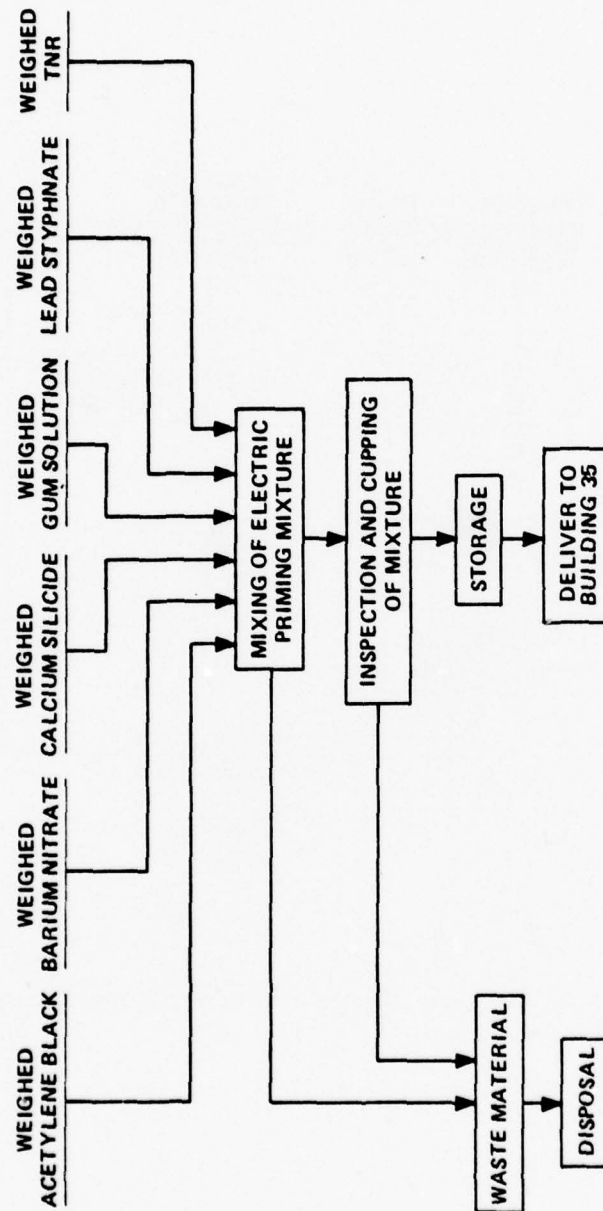 WEIGHED
ACETYLENE BLACK
WEIGHED
BARIUM NITRATE
WEIGHED
CALCIUM SILICIDE
WEIGHED
GUM SOLUTION
WEIGHED
LEAD STYPHNATE
WEIGHED
TNR
MIXING OF ELECTRIC
PRIMING MIXTURE
INSPECTION AND CUPPING
OF MIXTURE
STORAGE
DELIVER TO
BUILDING 35
WASTE MATERIAL
DISPOSAL